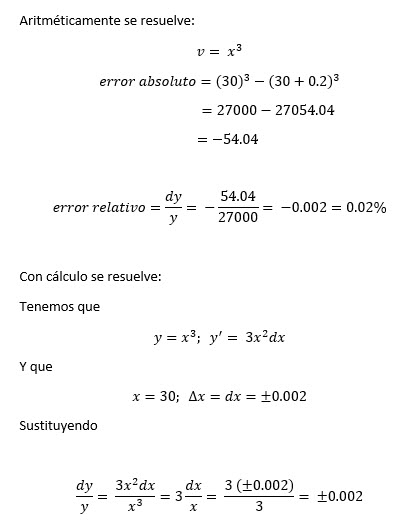 Aritméticamente se resuelve:
v = x³
error absoluto = (30)³ − (30 + 0.2)³
= 27000 − 27054.04
= −54.04
error relativo = dy/y = − 54.04/27000 = −0.002 = 0.02%
Con cálculo se resuelve:
Tenemos que
y = x³; y′ = 3x²dx
Y que
x = 30; Δx = dx = ±0.002
Sustituyendo
dy/y = 3x²dx/x³ = 3 dx/x = 3 (±0.002)/3 = ±0.002